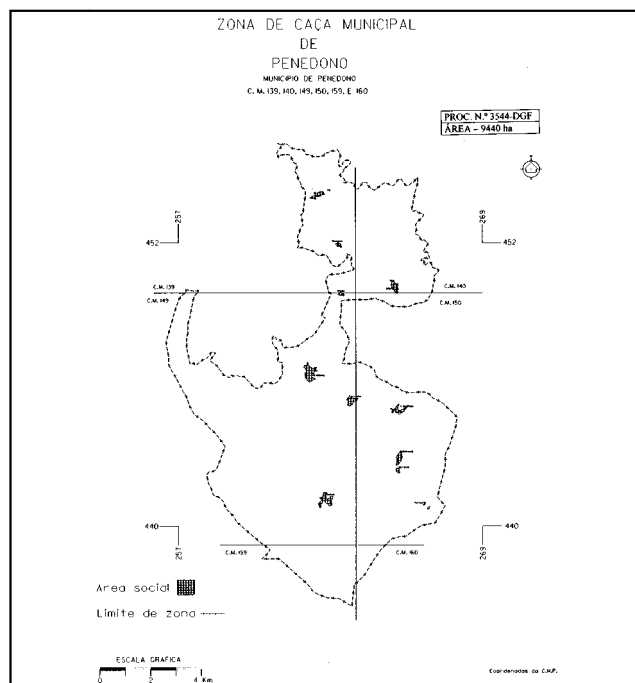 ZONA DE CAÇA MUNICIPAL
DE
PENEDONO
MUNICIPIO DE PENEDONO
C. M. 139, 140, 149, 150, 159, E 160
PROC. N.º 3544-DGF
ÁREA – 9440 ha
257
269
452
452
C.M. 139
C.M. 140
C.M. 149
C.M. 150
440
440
257
269
C.M. 159
C.M. 160
Area social
Limite de zona
ESCALA GRAFICA
0 2 4 Km
Coordenadas da C.M.P.